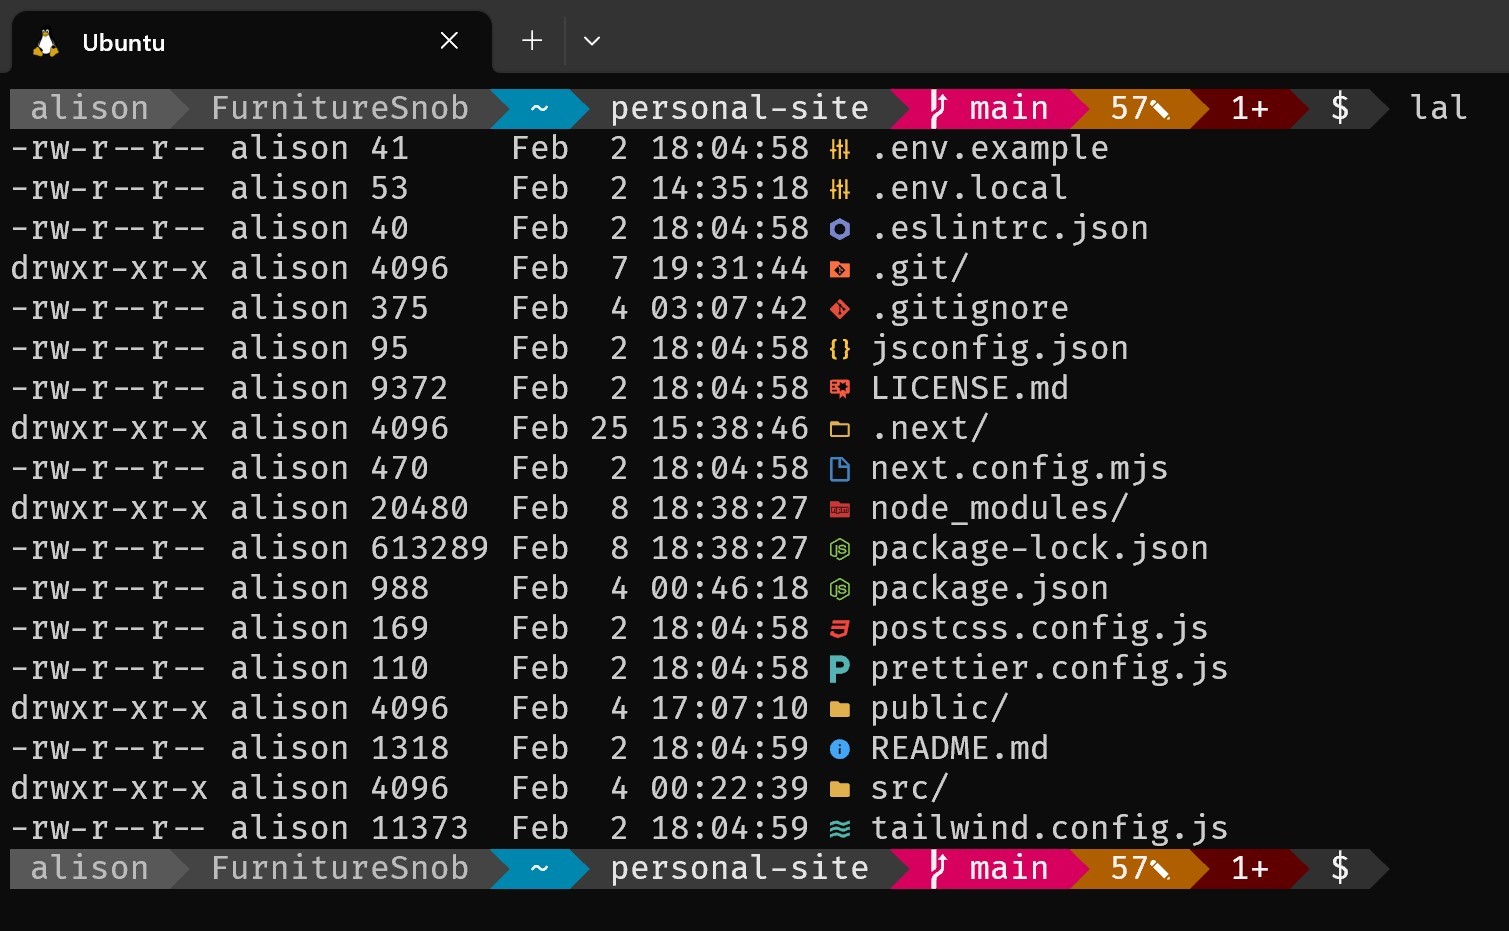 Ubuntu
alison FurnitureSnob ~ personal-site main 57 1+ $ lal
-rw-r--r-- alison 41 Feb 2 18:04:58 .env.example
-rw-r--r-- alison 53 Feb 2 14:35:18 .env.local
-rw-r--r-- alison 40 Feb 2 18:04:58 .eslintrc.json
drwxr-xr-x alison 4096 Feb 7 19:31:44 .git/
-rw-r--r-- alison 375 Feb 4 03:07:42 .gitignore
-rw-r--r-- alison 95 Feb 2 18:04:58 jsconfig.json
-rw-r--r-- alison 9372 Feb 2 18:04:58 LICENSE.md
drwxr-xr-x alison 4096 Feb 25 15:38:46 .next/
-rw-r--r-- alison 470 Feb 2 18:04:58 next.config.mjs
drwxr-xr-x alison 20480 Feb 8 18:38:27 node_modules/
-rw-r--r-- alison 613289 Feb 8 18:38:27 package-lock.json
-rw-r--r-- alison 988 Feb 4 00:46:18 package.json
-rw-r--r-- alison 169 Feb 2 18:04:58 postcss.config.js
-rw-r--r-- alison 110 Feb 2 18:04:58 prettier.config.js
drwxr-xr-x alison 4096 Feb 4 17:07:10 public/
-rw-r--r-- alison 1318 Feb 2 18:04:59 README.md
drwxr-xr-x alison 4096 Feb 4 00:22:39 src/
-rw-r--r-- alison 11373 Feb 2 18:04:59 tailwind.config.js
alison FurnitureSnob ~ personal-site main 57 1+ $